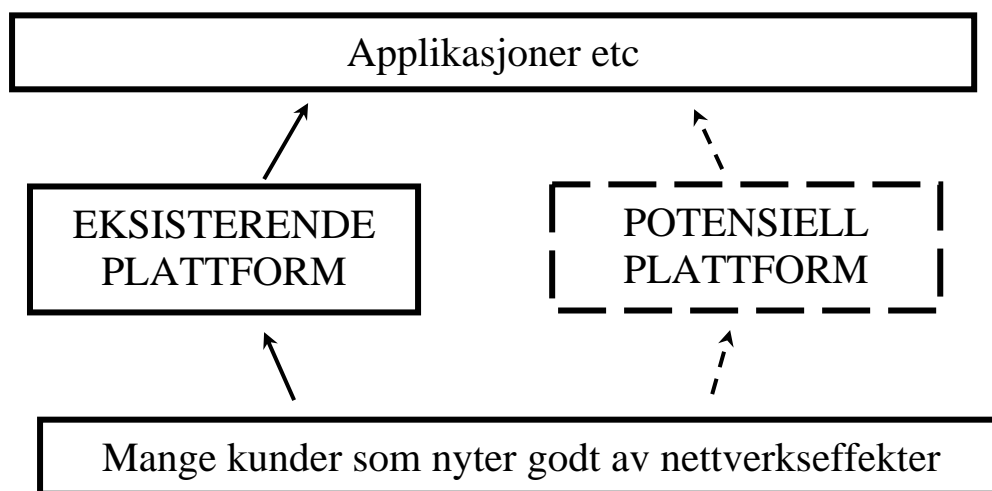 Applikasjoner etc
EKSISTERENDE
PLATTFORM
POTENSIELL
PLATTFORM
Mange kunder som nyter godt av nettverkseffekter